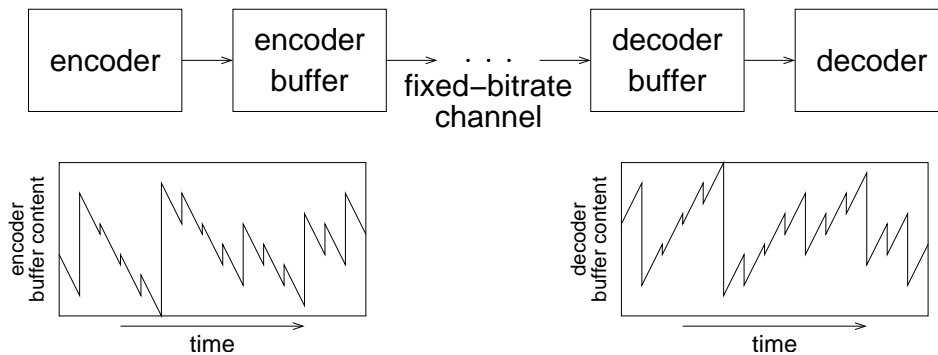 encoder
encoder
buffer
. . .
fixed−bitrate
channel
decoder
buffer
decoder
encoder
buffer content
time
decoder
buffer content
time